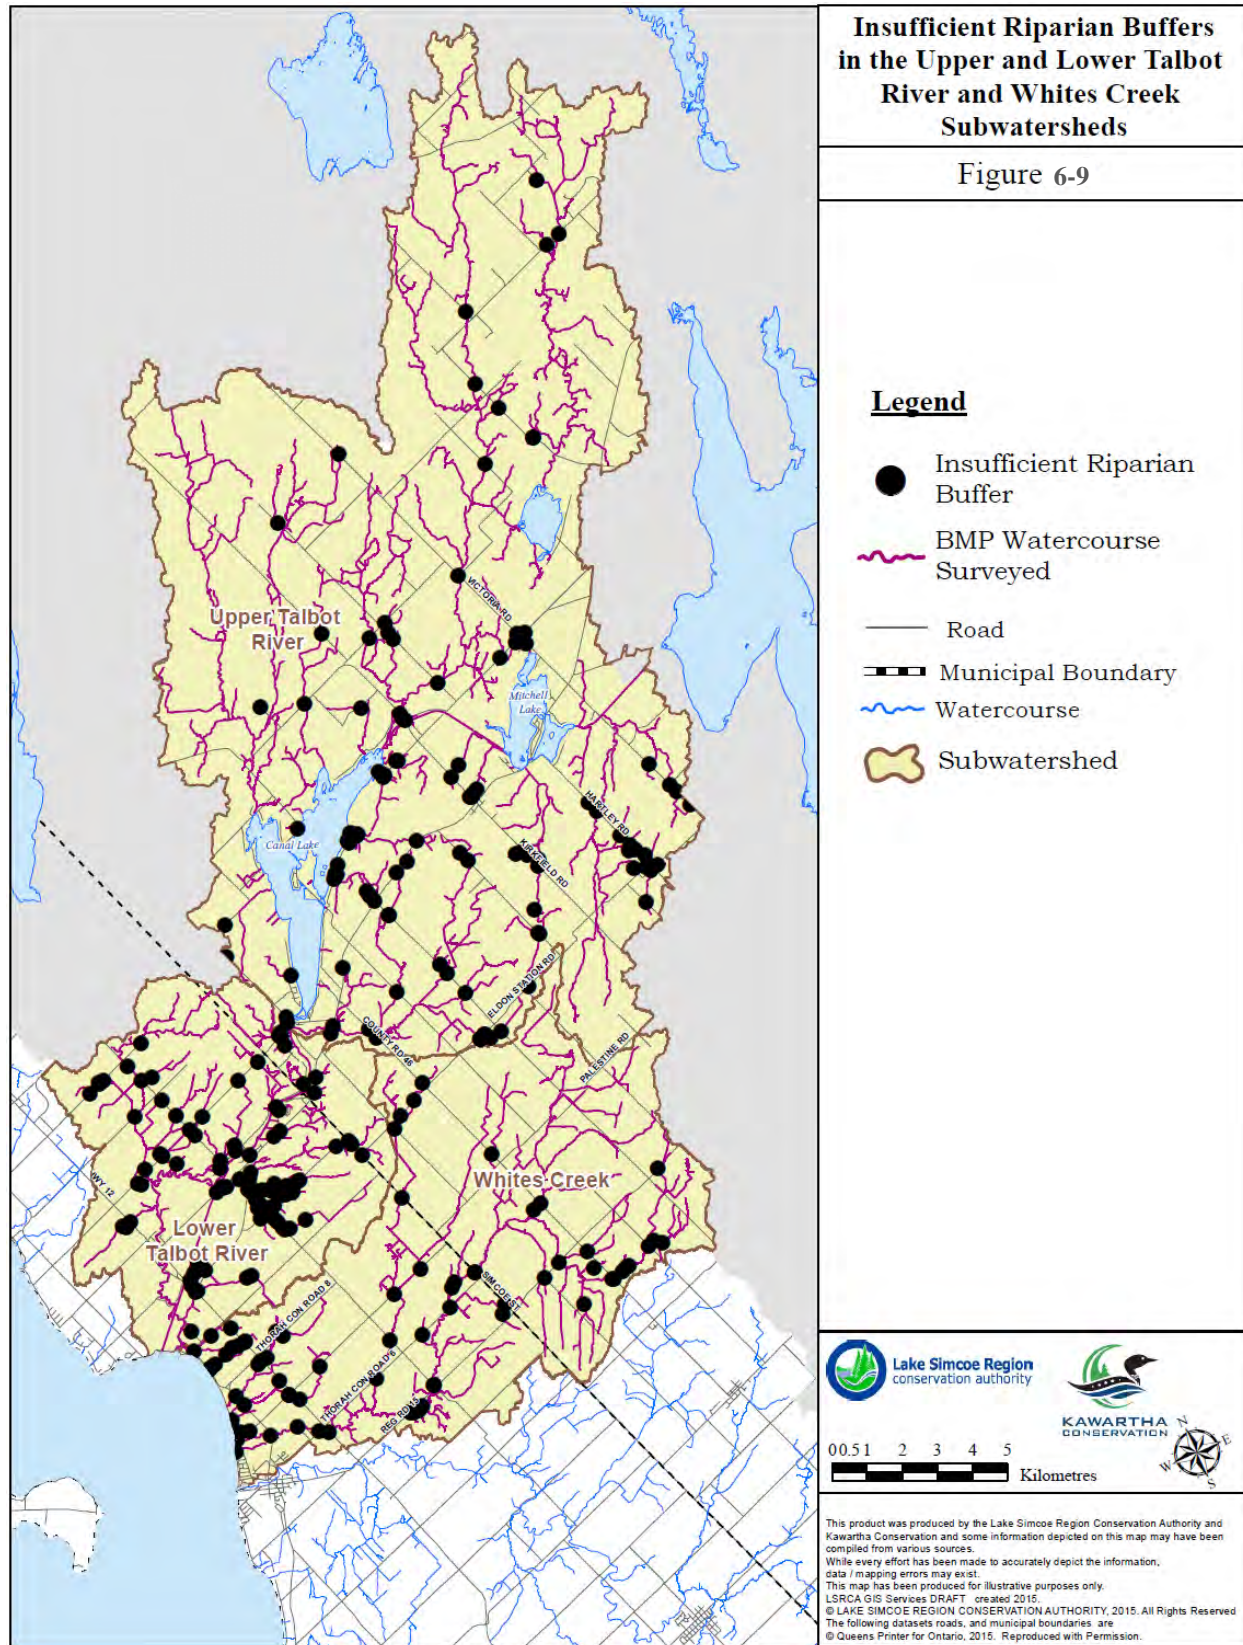 Insufficient Riparian Buffers
in the Upper and Lower Talbot
River and Whites Creek
Subwatersheds
Figure 6-9
Legend
Insufficient Riparian
Buffer
BMP Watercourse
Surveyed
Road
Municipal Boundary
Watercourse
Subwatershed
Upper Talbot
River
VICTORIA RD
Mitchell
Lake
HARTLEY RD
KIRKFIELD RD
Canal Lake
ELDON STATION RD
COUNTY RD 46
PALESTINE RD
WY 12
Whites Creek
Lower
Talbot River
SIMCOE ST
THORAH CON ROAD 8
THORAH CON ROAD 6
REG RD 15
Lake Simcoe Region
conservation authority
KAWARTHA
CONSERVATION
N
E
W
S
0 0.5 1 2 3 4 5
Kilometres
This product was produced by the Lake Simcoe Region Conservation Authority and
Kawartha Conservation and some information depicted on this map may have been
compiled from various sources.
While every effort has been made to accurately depict the information,
data / mapping errors may exist.
This map has been produced for illustrative purposes only.
LSRCA GIS Services DRAFT created 2015.
© LAKE SIMCOE REGION CONSERVATION AUTHORITY, 2015. All Rights Reserved
The following datasets roads, and municipal boundaries are
© Queens Printer for Ontario, 2015. Reproduced with Permission.